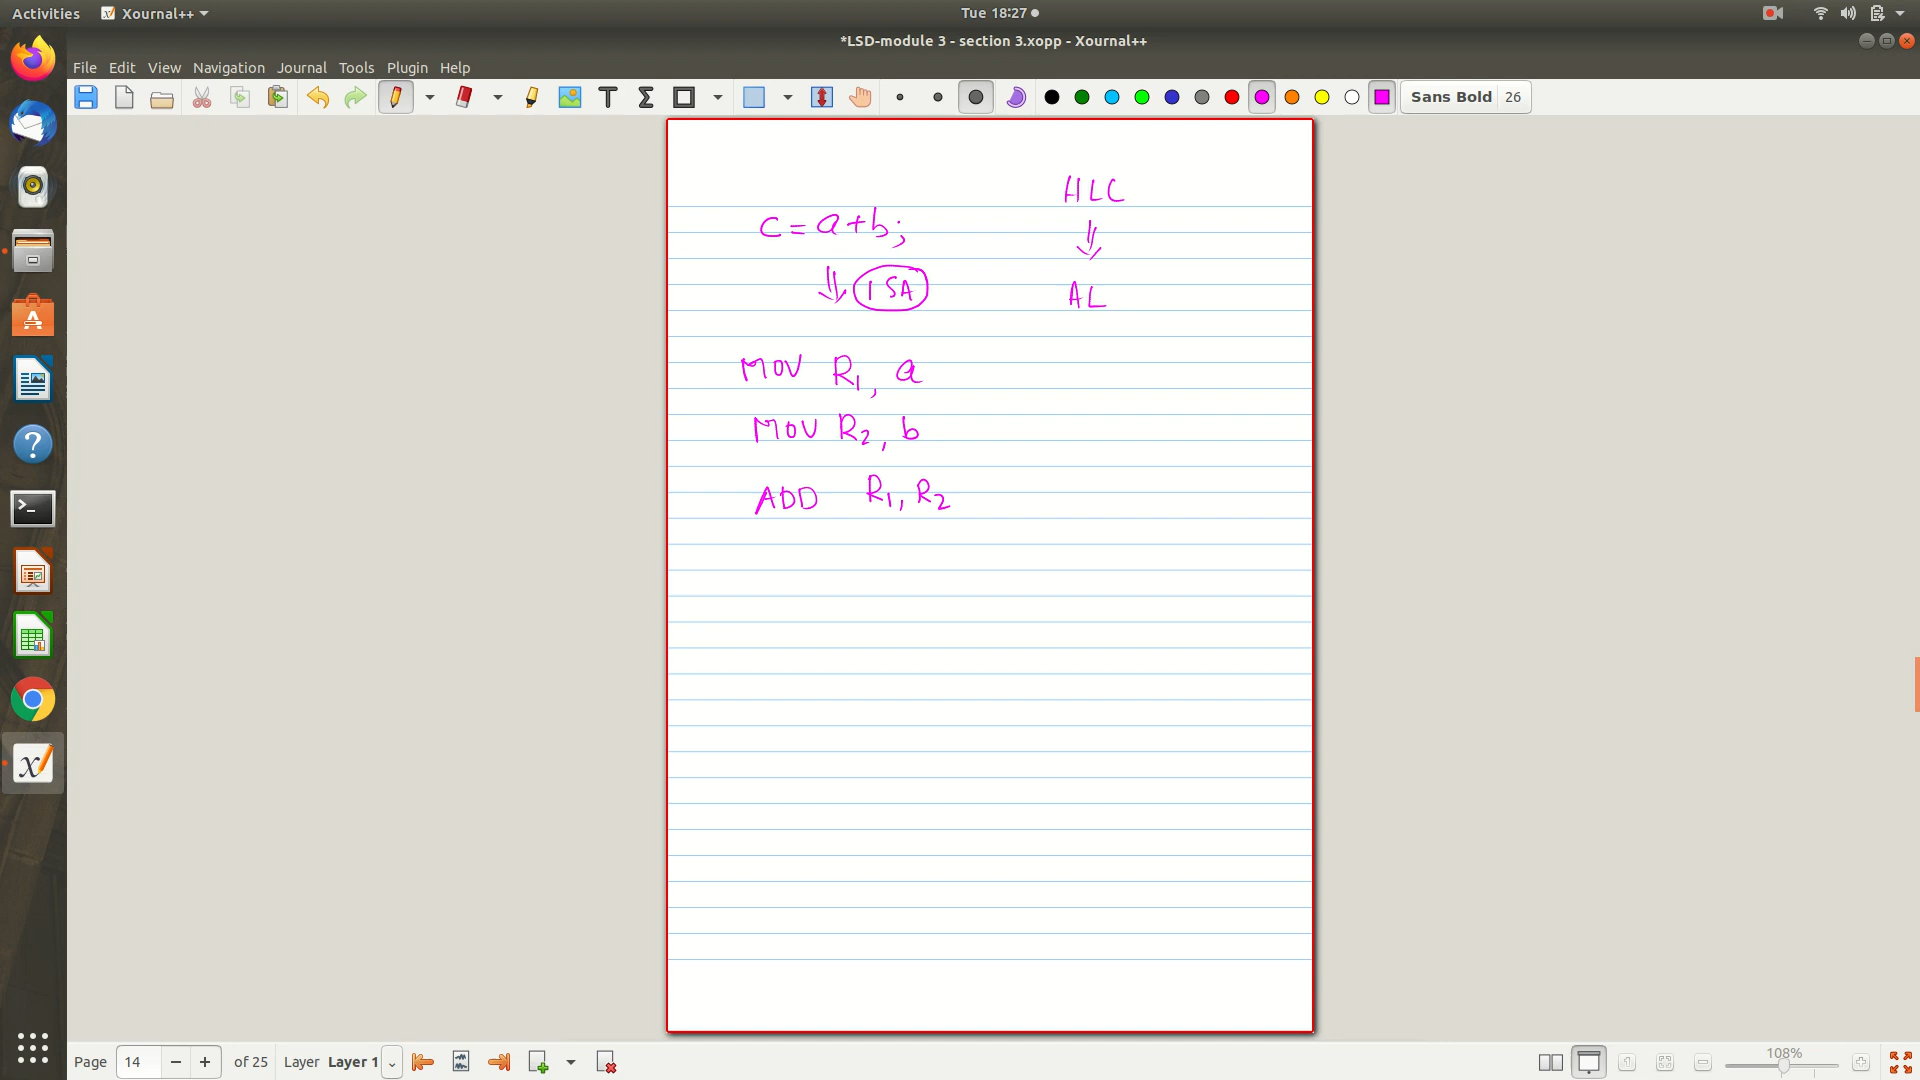 Activities Xournal++ Tue 18:27
*LSD-module 3 - section 3.xopp - Xournal++
File Edit View Navigation Journal Tools Plugin Help
Sans Bold 26
HLC
c = a+b;
ISA
AL
MOV R1, a
MOV R2, b
ADD R1, R2
Page 14 of 25 Layer Layer 1 108%